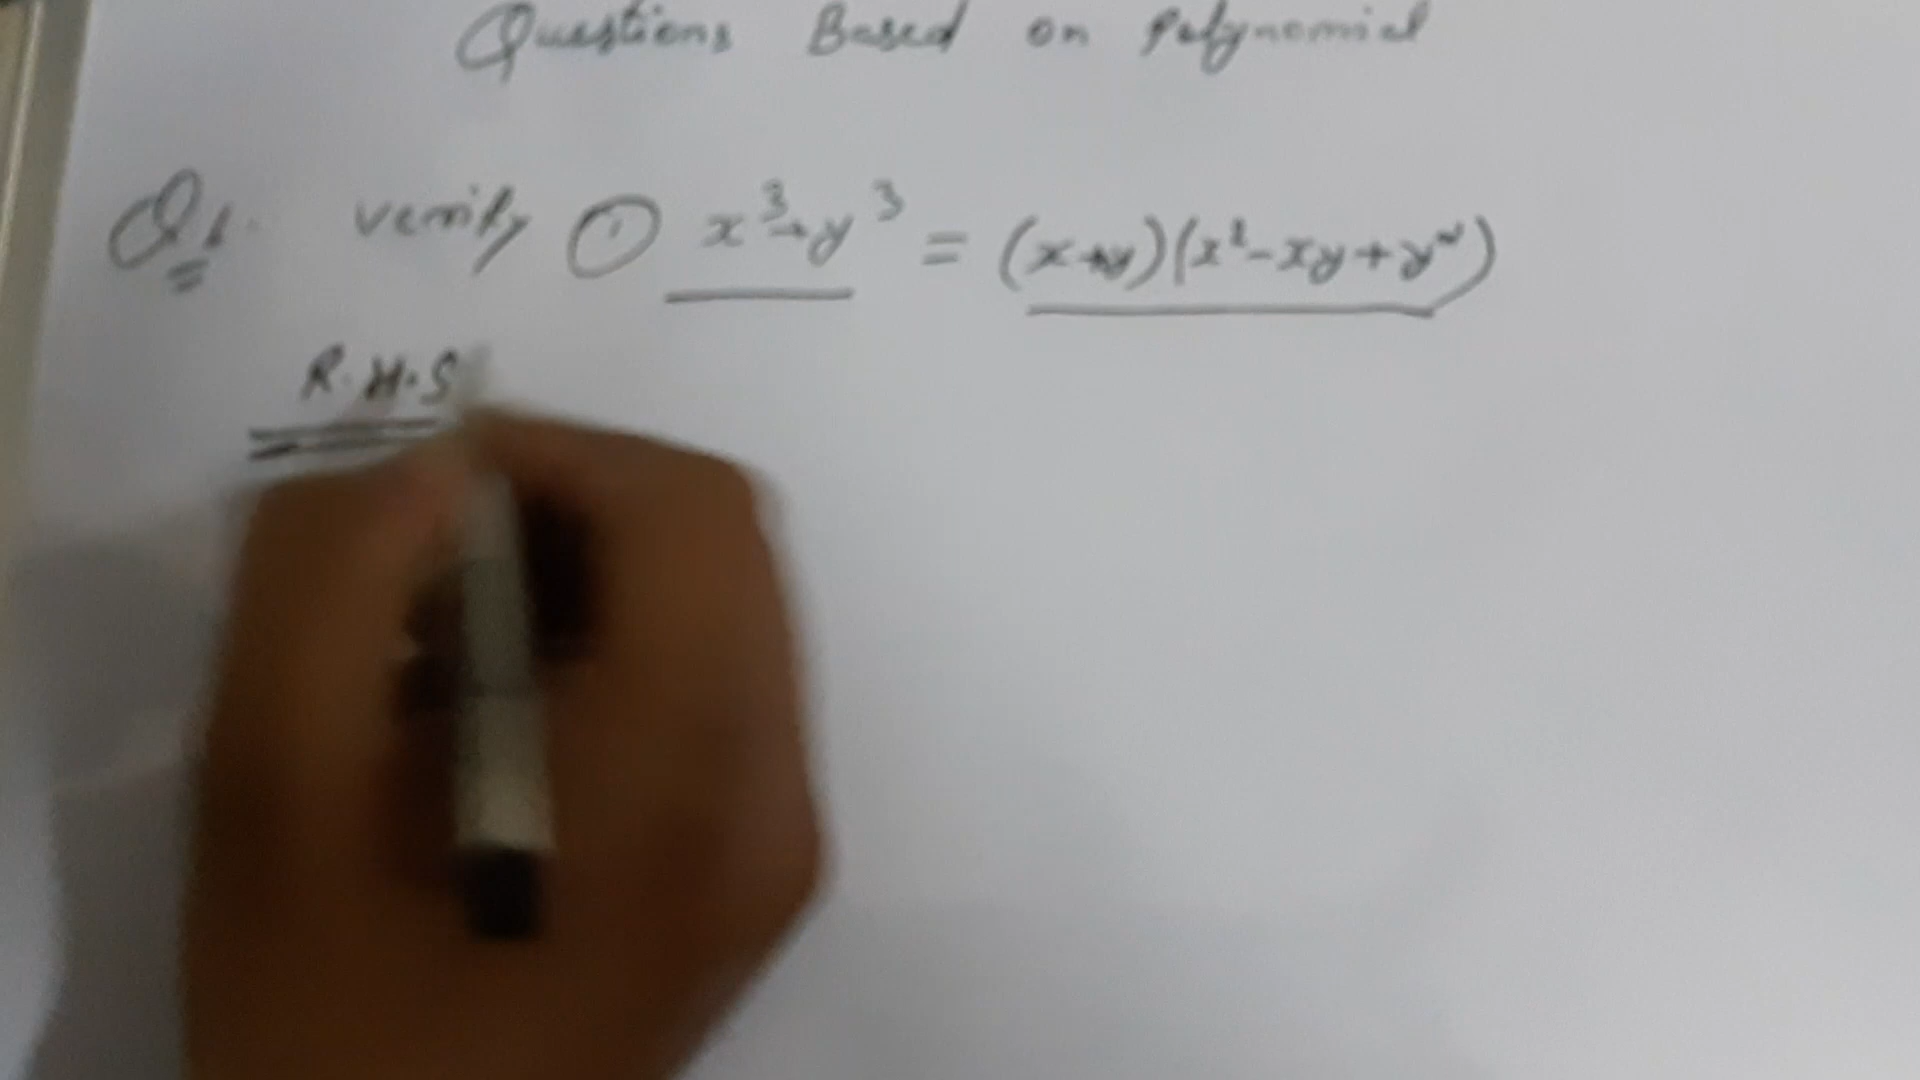 Questions Based on Polynomial
Q1. verify ① x³+y³ = (x+y)(x²-xy+y²)
R.H.S